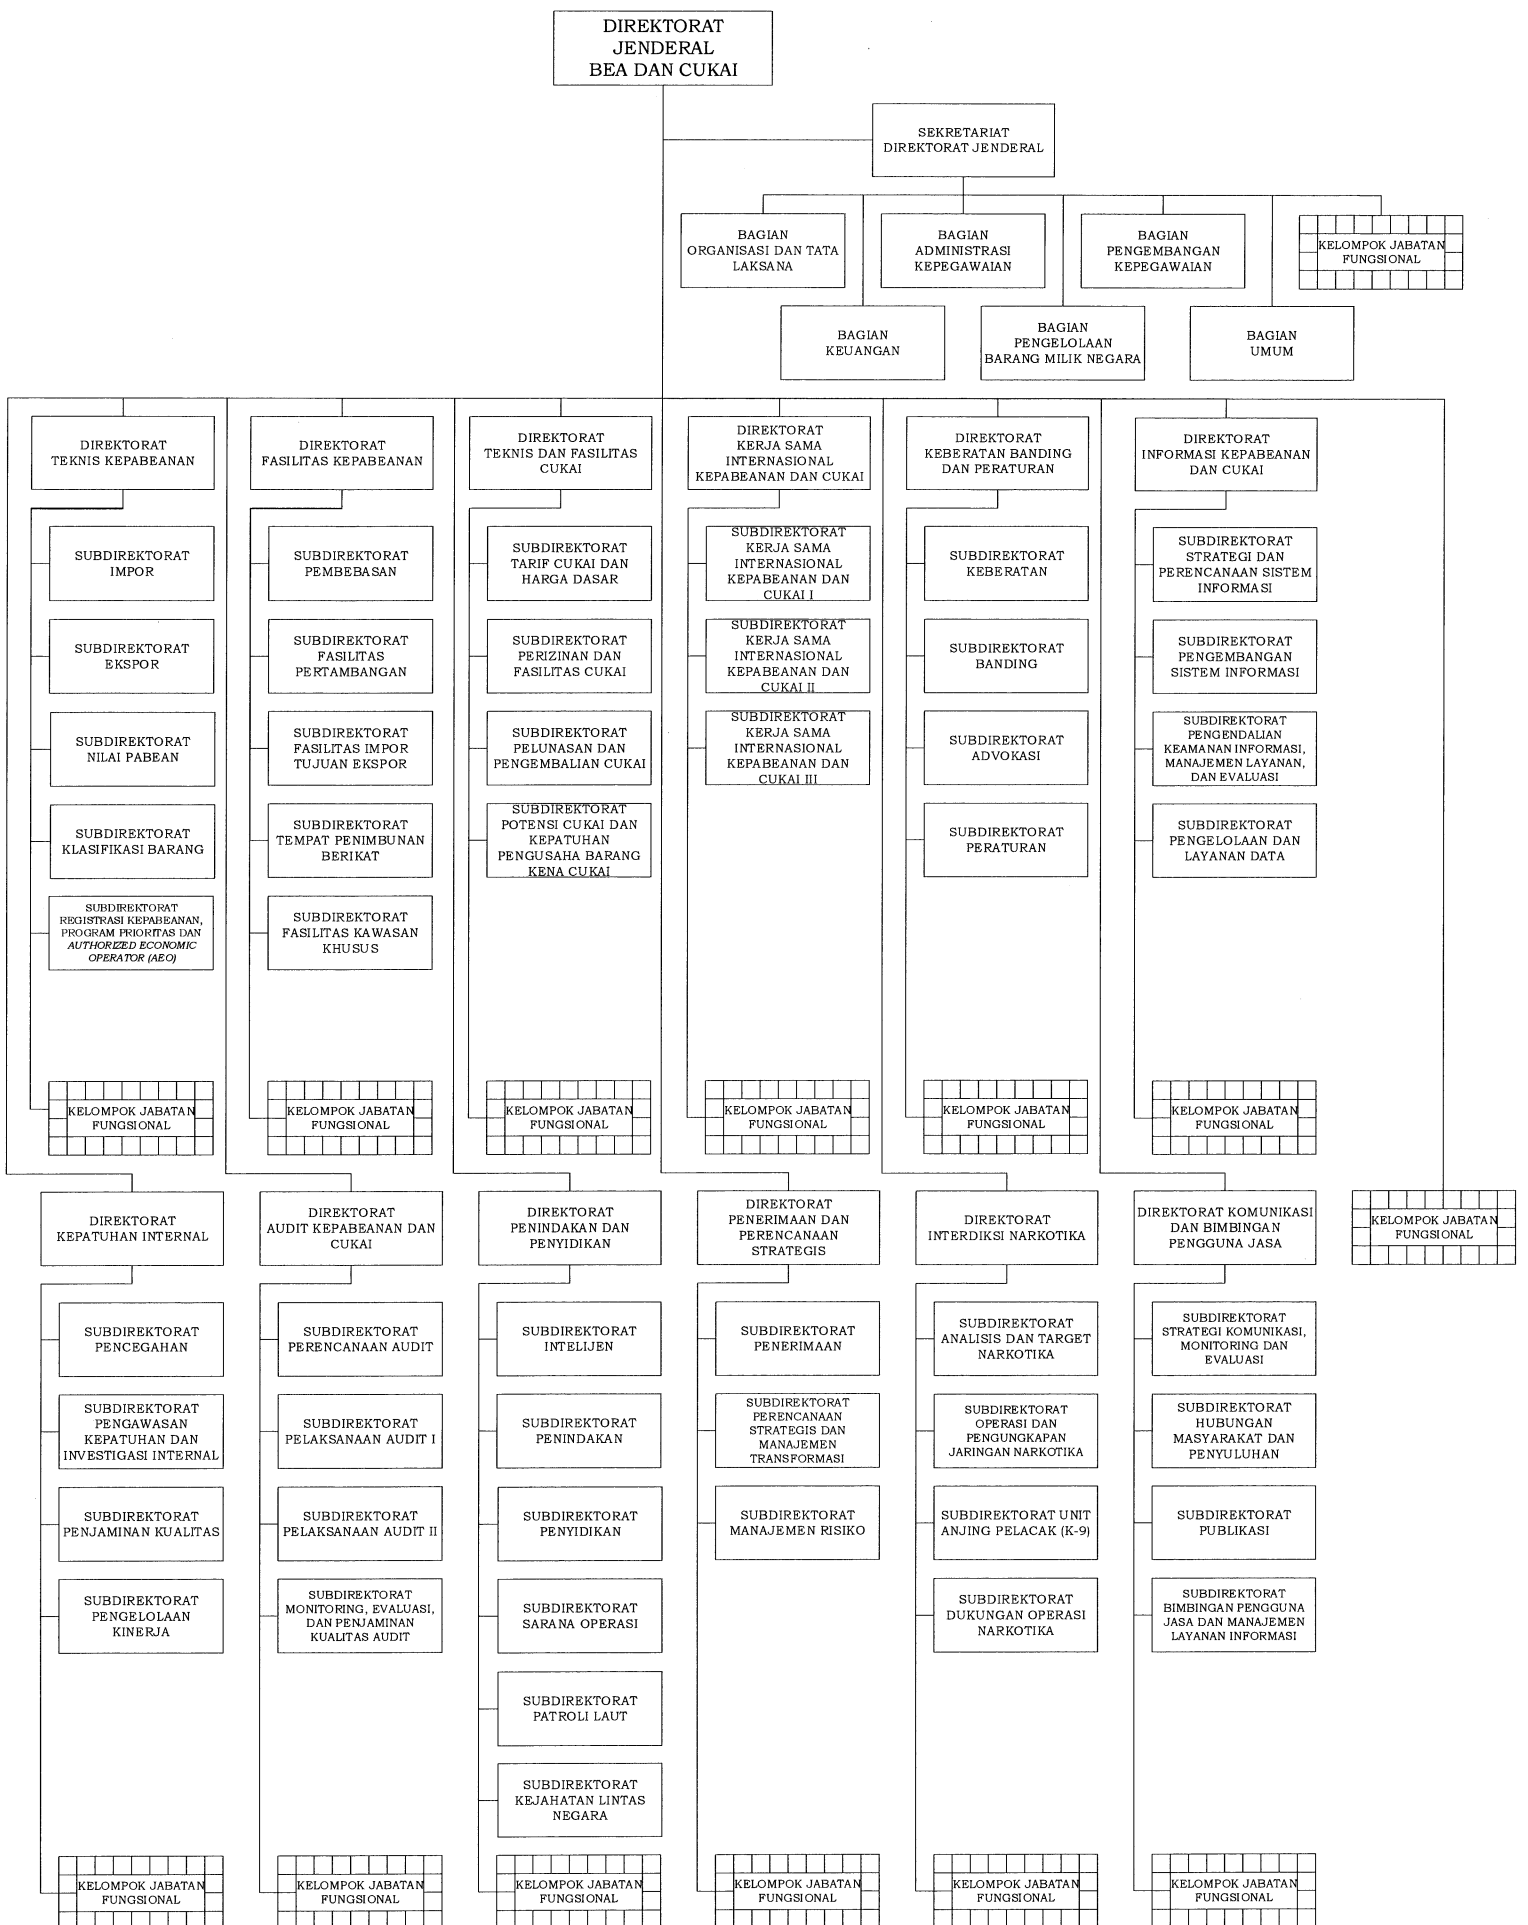 DIREKTORAT
JENDERAL
BEA DAN CUKAI
SEKRETARIAT
DIREKTORAT JENDERAL
BAGIAN
ORGANISASI DAN TATA
LAKSANA
BAGIAN
ADMINISTRASI
KEPEGAWAIAN
BAGIAN
PENGEMBANGAN
KEPEGAWAIAN
KELOMPOK JABATAN
FUNGSIONAL
BAGIAN
KEUANGAN
BAGIAN
PENGELOLAAN
BARANG MILIK NEGARA
BAGIAN
UMUM
DIREKTORAT
TEKNIS KEPABEANAN
DIREKTORAT
FASILITAS KEPABEANAN
DIREKTORAT
TEKNIS DAN FASILITAS
CUKAI
DIREKTORAT
KERJA SAMA
INTERNASIONAL
KEPABEANAN DAN CUKAI
DIREKTORAT
KEBERATAN BANDING
DAN PERATURAN
DIREKTORAT
INFORMASI KEPABEANAN
DAN CUKAI
SUBDIREKTORAT
IMPOR
SUBDIREKTORAT
PEMBEBASAN
SUBDIREKTORAT
TARIF CUKAI DAN
HARGA DASAR
SUBDIREKTORAT
KERJA SAMA
INTERNASIONAL
KEPABEANAN DAN
CUKAI I
SUBDIREKTORAT
KEBERATAN
SUBDIREKTORAT
STRATEGI DAN
PERENCANAAN SISTEM
INFORMASI
SUBDIREKTORAT
EKSPOR
SUBDIREKTORAT
FASILITAS
PERTAMBANGAN
SUBDIREKTORAT
PERIZINAN DAN
FASILITAS CUKAI
SUBDIREKTORAT
KERJA SAMA
INTERNASIONAL
KEPABEANAN DAN
CUKAI II
SUBDIREKTORAT
BANDING
SUBDIREKTORAT
PENGEMBANGAN
SISTEM INFORMASI
SUBDIREKTORAT
NILAI PABEAN
SUBDIREKTORAT
FASILITAS IMPOR
TUJUAN EKSPOR
SUBDIREKTORAT
PELUNASAN DAN
PENGEMBALIAN CUKAI
SUBDIREKTORAT
KERJA SAMA
INTERNASIONAL
KEPABEANAN DAN
CUKAI III
SUBDIREKTORAT
ADVOKASI
SUBDIREKTORAT
PENGENDALIAN
KEAMANAN INFORMASI,
MANAJEMEN LAYANAN,
DAN EVALUASI
SUBDIREKTORAT
KLASIFIKASI BARANG
SUBDIREKTORAT
TEMPAT PENIMBUNAN
BERIKAT
SUBDIREKTORAT
POTENSI CUKAI DAN
KEPATUHAN
PENGUSAHA BARANG
KENA CUKAI
SUBDIREKTORAT
PERATURAN
SUBDIREKTORAT
PENGELOLAAN DAN
LAYANAN DATA
SUBDIREKTORAT
REGISTRASI KEPABEANAN,
PROGRAM PRIORITAS DAN
AUTHORIZED ECONOMIC
OPERATOR (AEO)
SUBDIREKTORAT
FASILITAS KAWASAN
KHUSUS
KELOMPOK JABATAN
FUNGSIONAL
KELOMPOK JABATAN
FUNGSIONAL
KELOMPOK JABATAN
FUNGSIONAL
KELOMPOK JABATAN
FUNGSIONAL
KELOMPOK JABATAN
FUNGSIONAL
KELOMPOK JABATAN
FUNGSIONAL
DIREKTORAT
KEPATUHAN INTERNAL
DIREKTORAT
AUDIT KEPABEANAN DAN
CUKAI
DIREKTORAT
PENINDAKAN DAN
PENYIDIKAN
DIREKTORAT
PENERIMAAN DAN
PERENCANAAN
STRATEGIS
DIREKTORAT
INTERDIKSI NARKOTIKA
DIREKTORAT KOMUNIKASI
DAN BIMBINGAN
PENGGUNA JASA
KELOMPOK JABATAN
FUNGSIONAL
SUBDIREKTORAT
PENCEGAHAN
SUBDIREKTORAT
PERENCANAAN AUDIT
SUBDIREKTORAT
INTELIJEN
SUBDIREKTORAT
PENERIMAAN
SUBDIREKTORAT
ANALISIS DAN TARGET
NARKOTIKA
SUBDIREKTORAT
STRATEGI KOMUNIKASI,
MONITORING DAN
EVALUASI
SUBDIREKTORAT
PENGAWASAN
KEPATUHAN DAN
INVESTIGASI INTERNAL
SUBDIREKTORAT
PELAKSANAAN AUDIT I
SUBDIREKTORAT
PENINDAKAN
SUBDIREKTORAT
PERENCANAAN
STRATEGIS DAN
MANAJEMEN
TRANSFORMASI
SUBDIREKTORAT
OPERASI DAN
PENGUNGKAPAN
JARINGAN NARKOTIKA
SUBDIREKTORAT
HUBUNGAN
MASYARAKAT DAN
PENYULUHAN
SUBDIREKTORAT
PENJAMINAN KUALITAS
SUBDIREKTORAT
PELAKSANAAN AUDIT II
SUBDIREKTORAT
PENYIDIKAN
SUBDIREKTORAT
MANAJEMEN RISIKO
SUBDIREKTORAT UNIT
ANJING PELACAK (K-9)
SUBDIREKTORAT
PUBLIKASI
SUBDIREKTORAT
PENGELOLAAN
KINERJA
SUBDIREKTORAT
MONITORING, EVALUASI,
DAN PENJAMINAN
KUALITAS AUDIT
SUBDIREKTORAT
SARANA OPERASI
SUBDIREKTORAT
DUKUNGAN OPERASI
NARKOTIKA
SUBDIREKTORAT
BIMBINGAN PENGGUNA
JASA DAN MANAJEMEN
LAYANAN INFORMASI
SUBDIREKTORAT
PATROLI LAUT
SUBDIREKTORAT
KEJAHATAN LINTAS
NEGARA
KELOMPOK JABATAN
FUNGSIONAL
KELOMPOK JABATAN
FUNGSIONAL
KELOMPOK JABATAN
FUNGSIONAL
KELOMPOK JABATAN
FUNGSIONAL
KELOMPOK JABATAN
FUNGSIONAL
KELOMPOK JABATAN
FUNGSIONAL